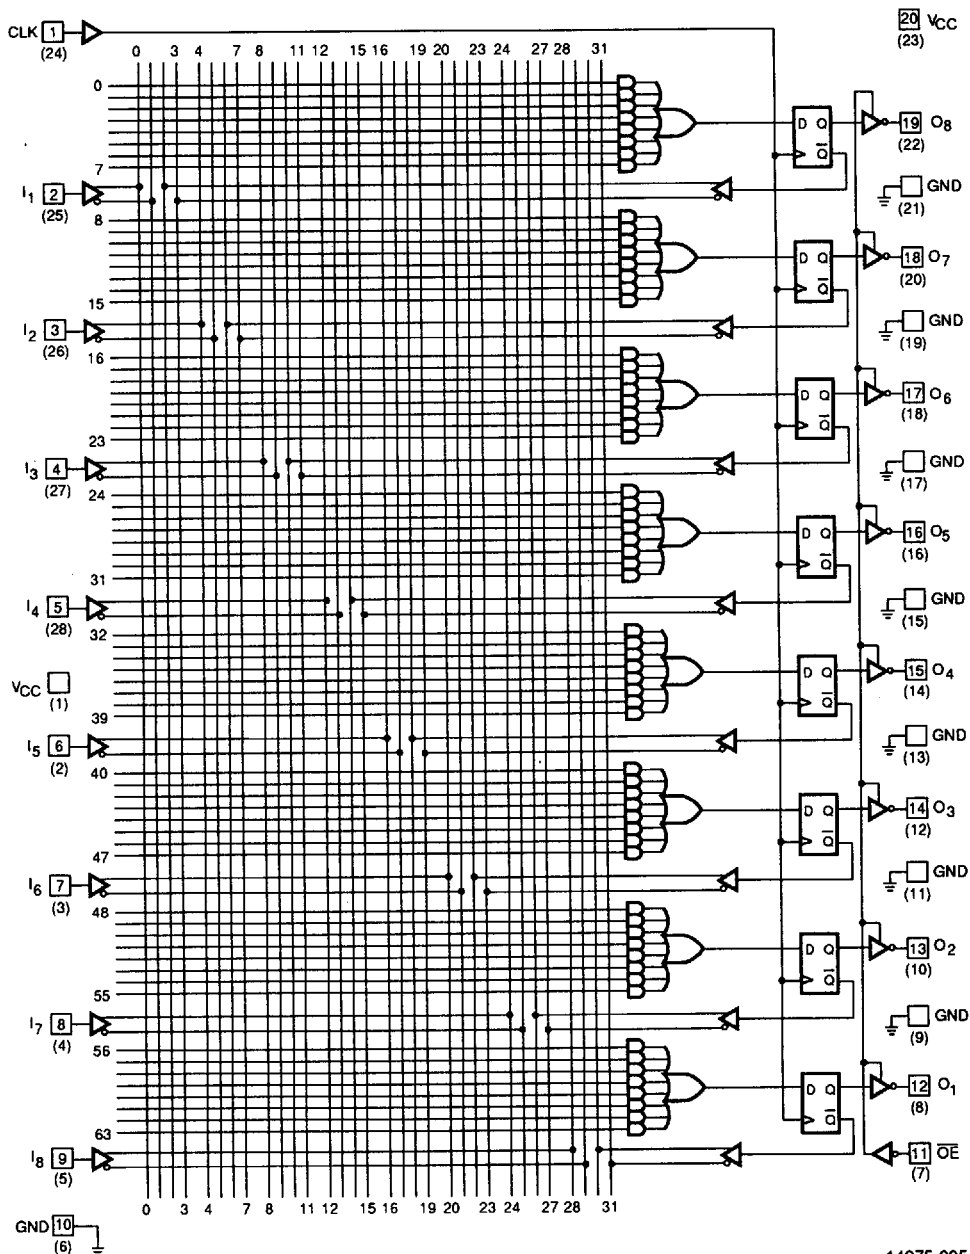 CLK 1 (24)
20 VCC (23)
0 3 4 7 8 11 12 15 16 19 20 23 24 27 28 31
0
D Q Q
19 O8 (22)
7
I1 2 (25)
GND (21)
8
D Q Q
18 O7 (20)
15
I2 3 (26)
GND (19)
16
D Q Q
17 O6 (18)
23
I3 4 (27)
GND (17)
24
D Q Q
16 O5 (16)
31
I4 5 (28)
GND (15)
32
D Q Q
15 O4 (14)
VCC (1)
39
I5 6 (2)
GND (13)
40
D Q Q
14 O3 (12)
47
I6 7 (3)
GND (11)
48
D Q Q
13 O2 (10)
55
I7 8 (4)
GND (9)
56
D Q Q
12 O1 (8)
63
I8 9 (5)
11 OE (7)
0 3 4 7 8 11 12 15 16 19 20 23 24 27 28 31
GND 10 (6)